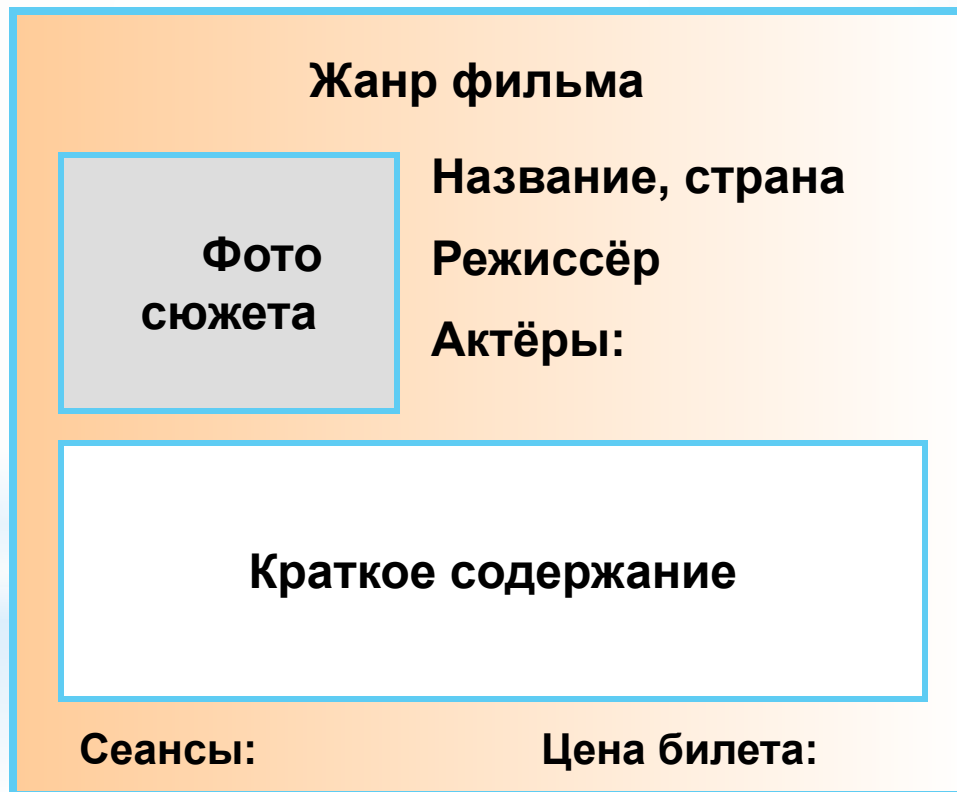 Жанр фильма
Название, страна
Фото
сюжета
Режиссёр
Актёры:
Краткое содержание
Сеансы:
Цена билета: